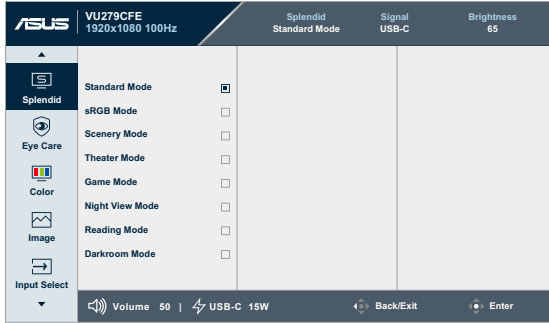 ASUS
VU279CFE
1920x1080 100Hz
Splendid
Standard Mode
Signal
USB-C
Brightness
65
Splendid
Eye Care
Color
Image
Input Select
Standard Mode
sRGB Mode
Scenery Mode
Theater Mode
Game Mode
Night View Mode
Reading Mode
Darkroom Mode
Volume 50 | USB-C 15W
Back/Exit
Enter